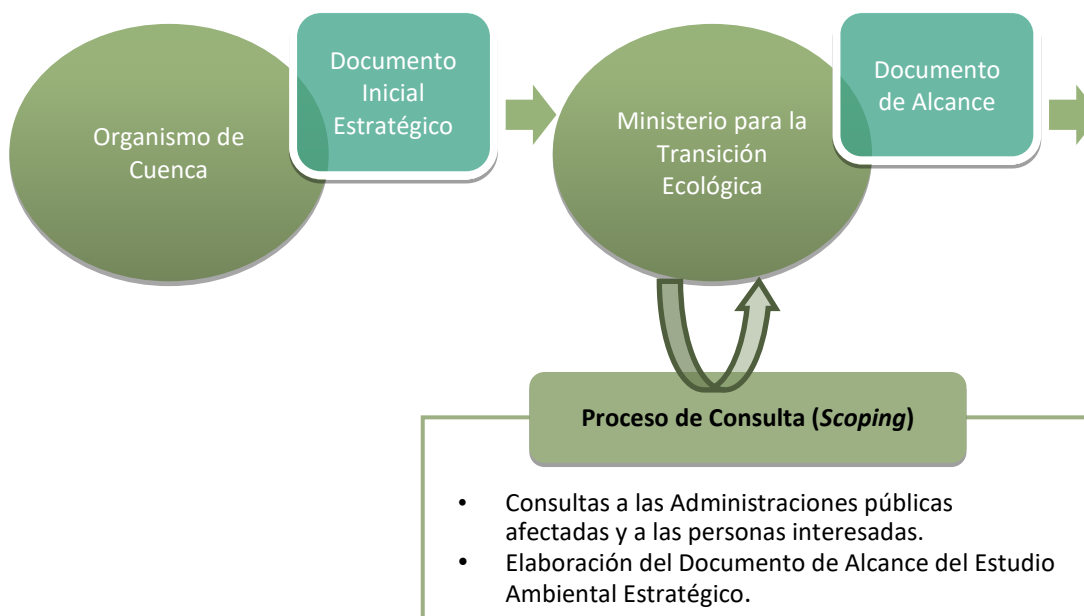 Organismo de
Cuenca
Documento
Inicial
Estratégico
Ministerio para la
Transición
Ecológica
Documento
de Alcance
Proceso de Consulta (Scoping)
• Consultas a las Administraciones públicas
afectadas y a las personas interesadas.
• Elaboración del Documento de Alcance del Estudio
Ambiental Estratégico.